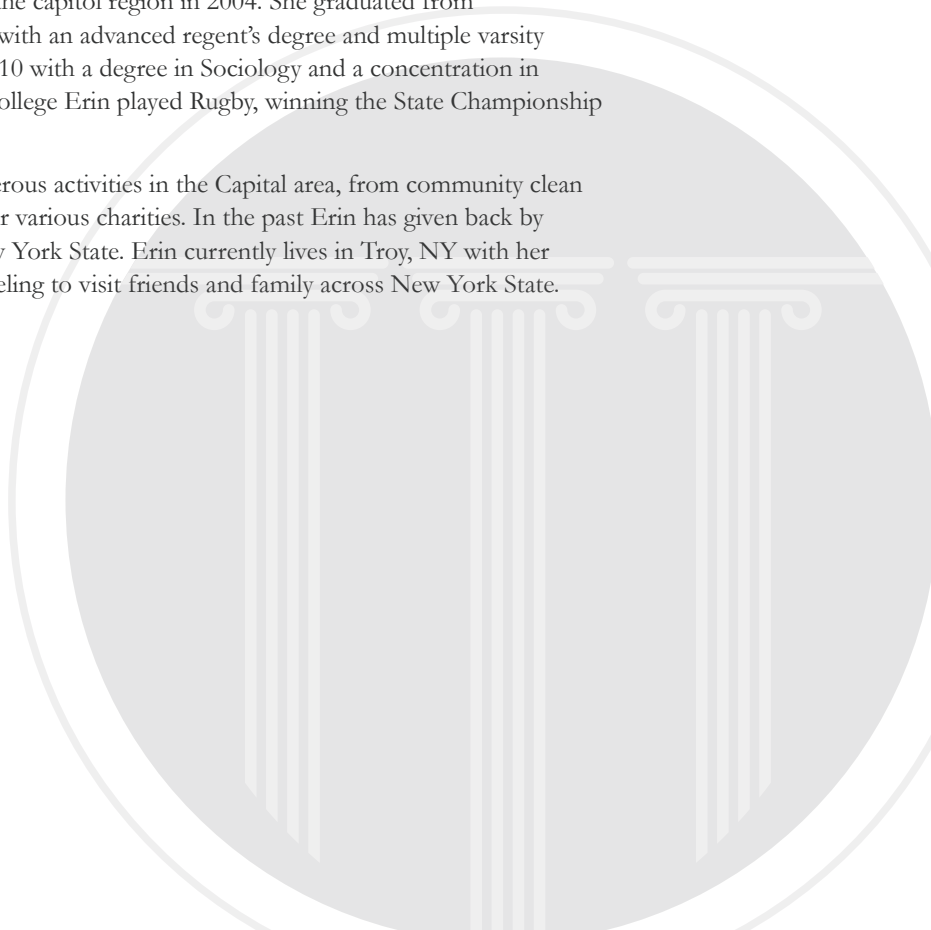 the capitol region in 2004. She graduated from
with an advanced regent’s degree and multiple varsity
10 with a degree in Sociology and a concentration in
ollege Erin played Rugby, winning the State Championship
erous activities in the Capital area, from community clean
r various charities. In the past Erin has given back by
York State. Erin currently lives in Troy, NY with her
eling to visit friends and family across New York State.